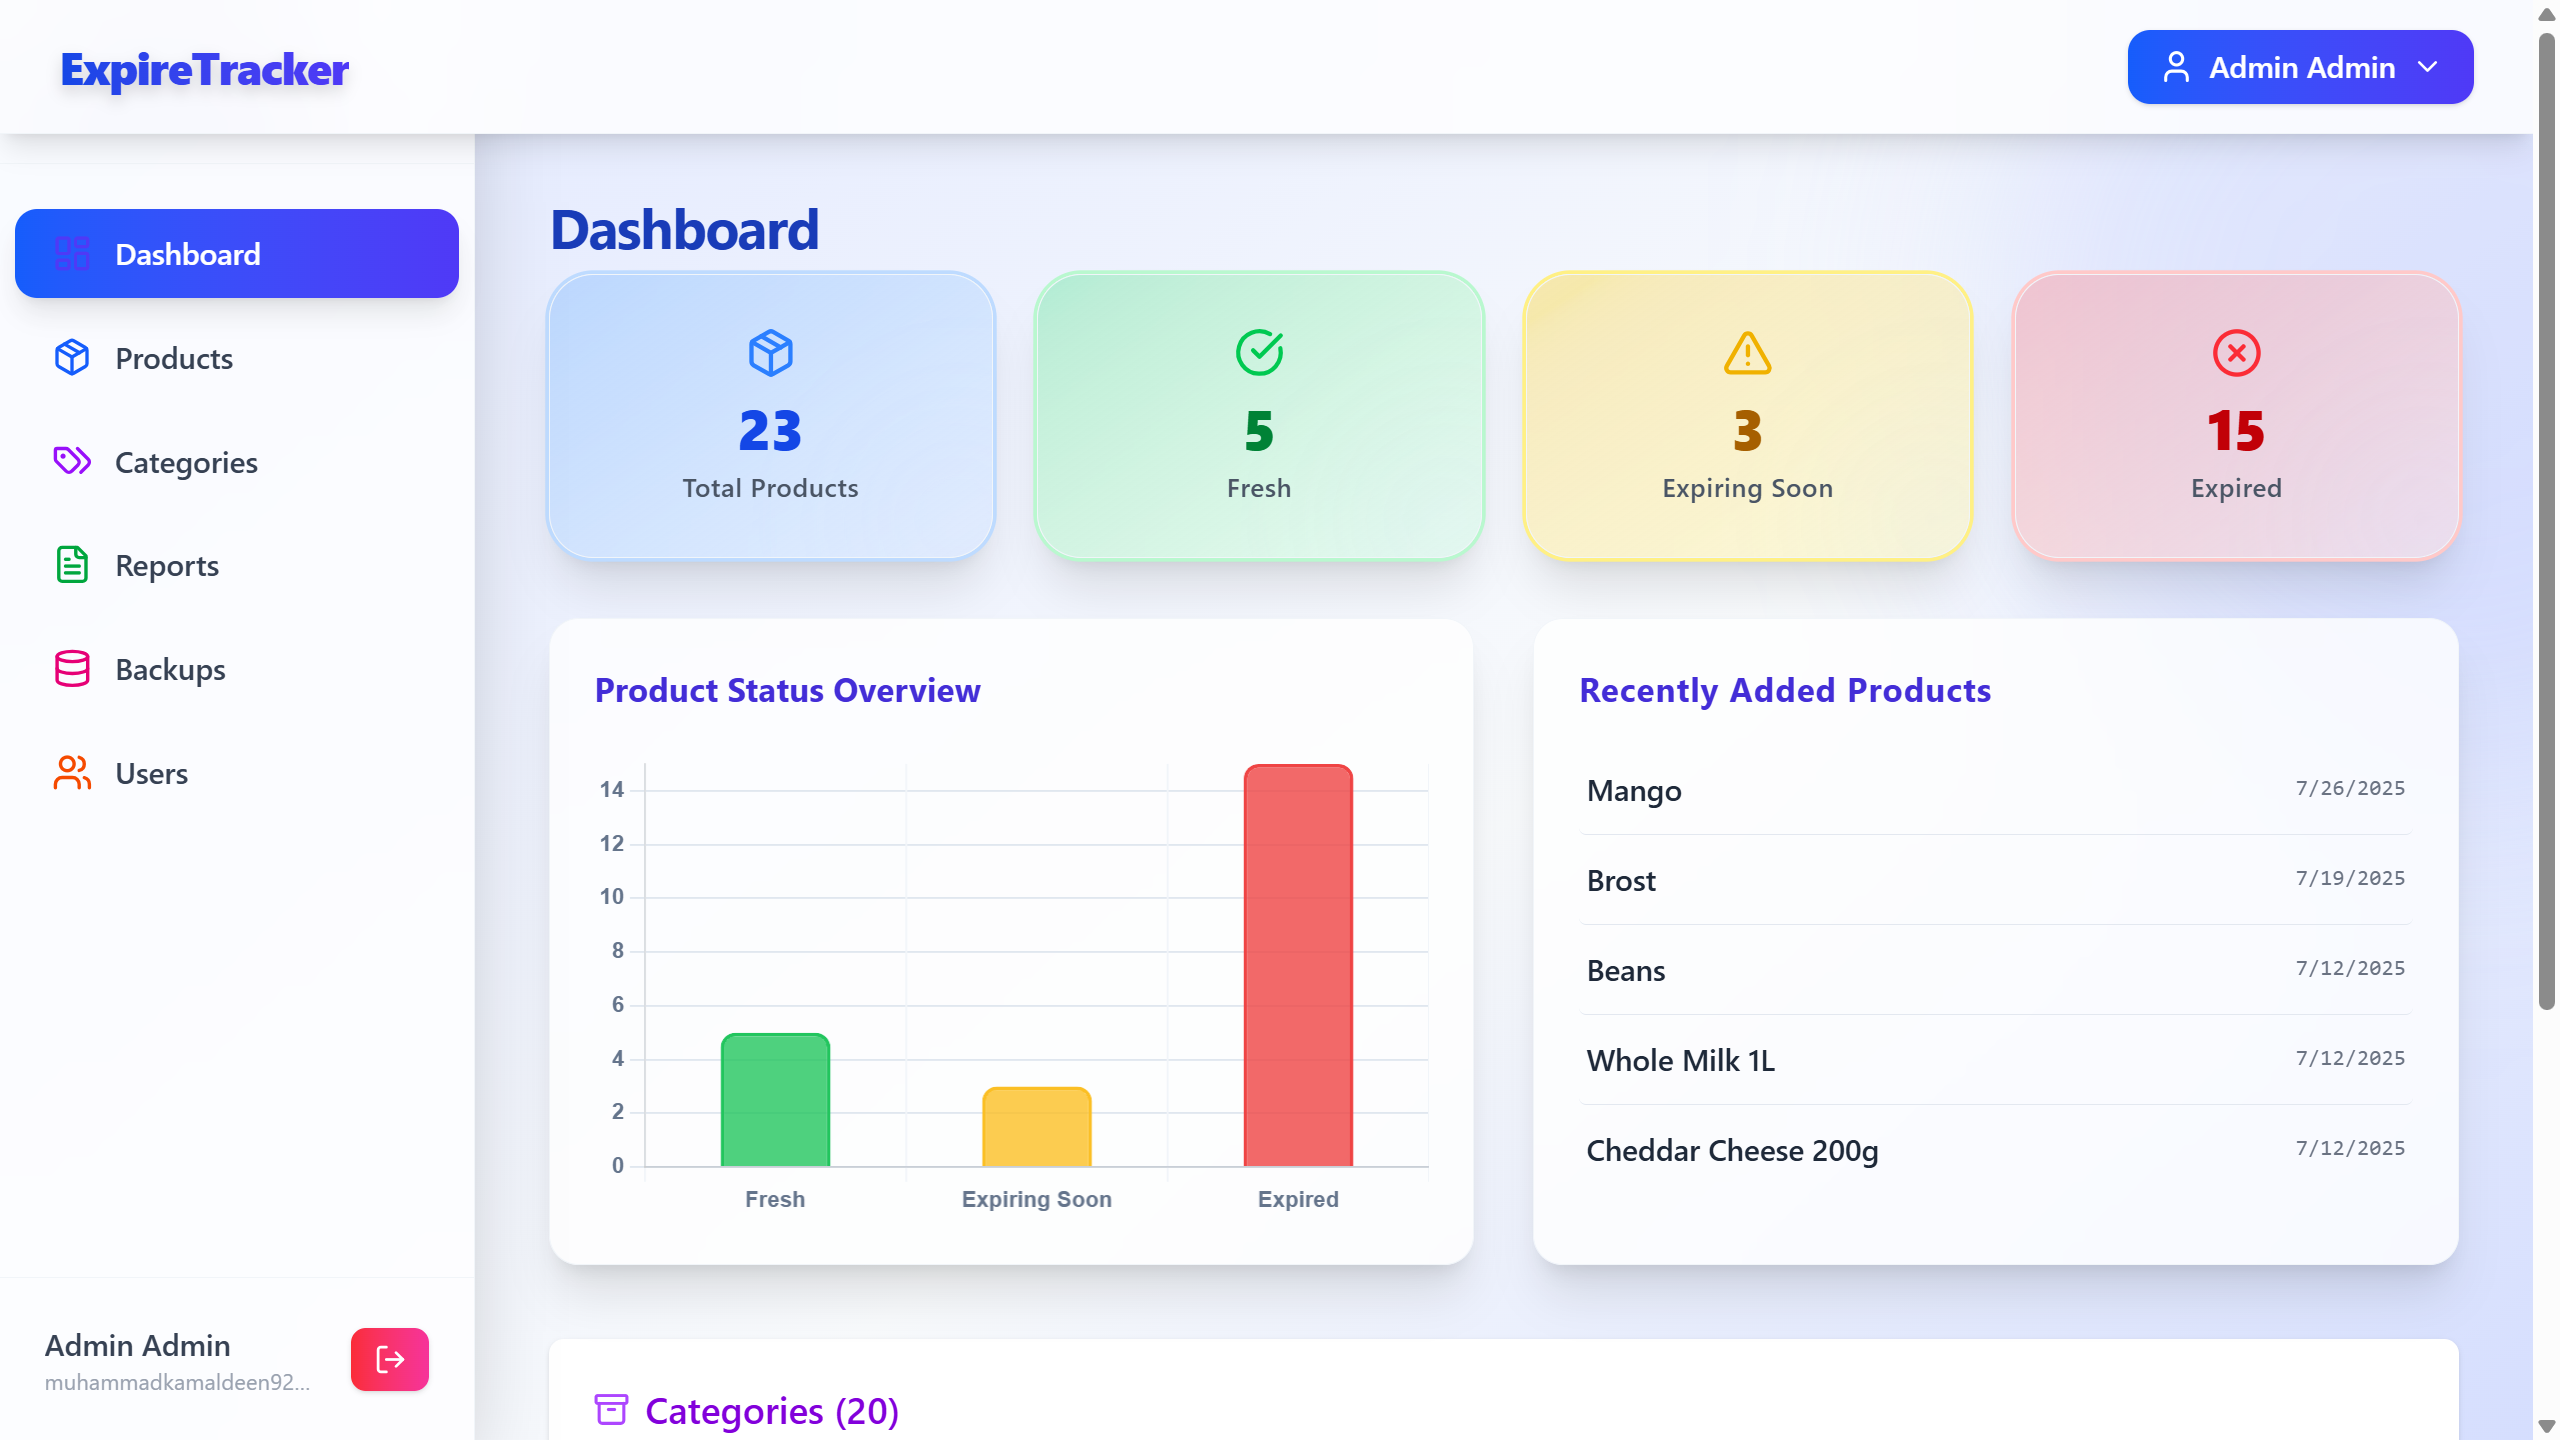 ExpireTracker
Admin Admin
Dashboard
Products
Categories
Reports
Backups
Users
Admin Admin
muhammadkamaldeen92...
Dashboard
23
Total Products
5
Fresh
3
Expiring Soon
15
Expired
Product Status Overview
14
12
10
8
6
4
2
0
Fresh Expiring Soon Expired
Recently Added Products
Mango 7/26/2025
Brost 7/19/2025
Beans 7/12/2025
Whole Milk 1L 7/12/2025
Cheddar Cheese 200g 7/12/2025
Categories (20)